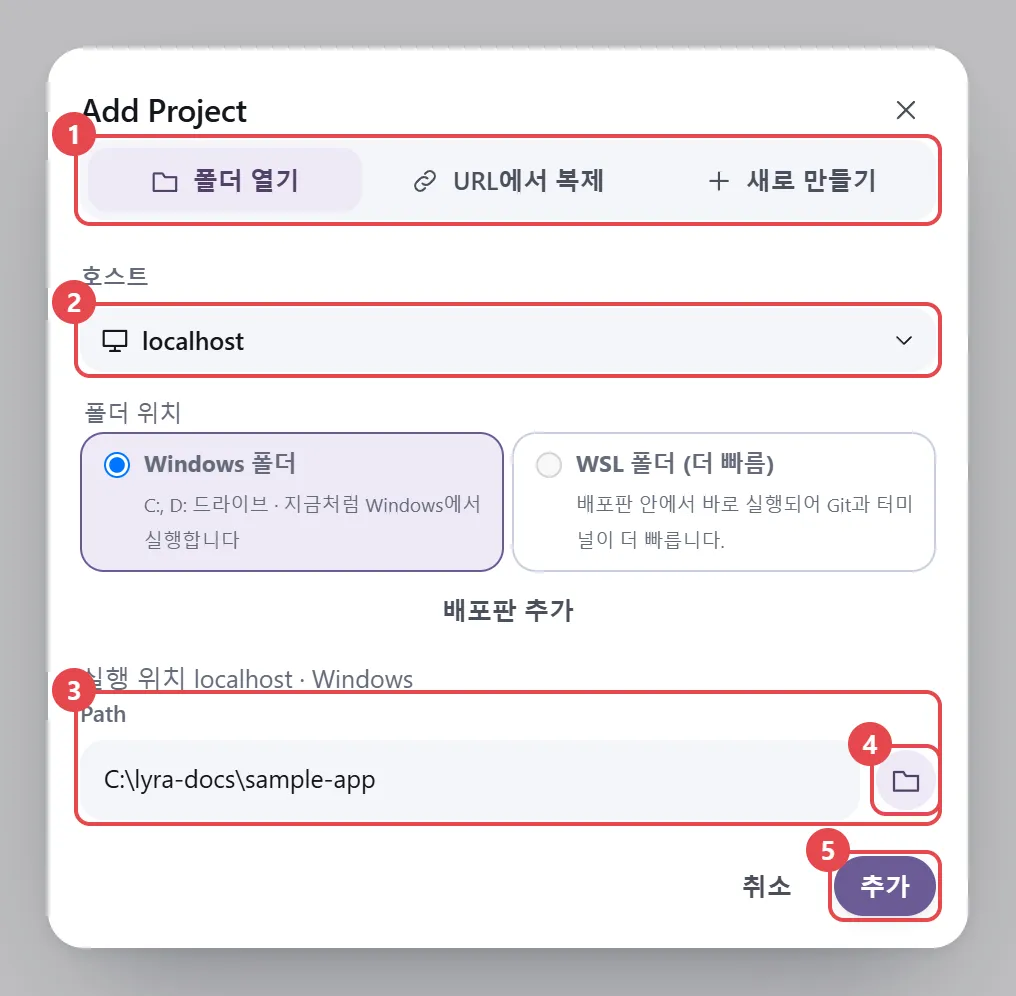 Add Project
1
폴더 열기 URL에서 복제 새로 만들기
호스트
2
localhost
폴더 위치
Windows 폴더
C:, D: 드라이브 · 지금처럼 Windows에서
실행합니다
WSL 폴더 (더 빠름)
배포판 안에서 바로 실행되어 Git과 터미
널이 더 빠릅니다.
배포판 추가
실행 위치 localhost · Windows
3
Path
4
C:\lyra-docs\sample-app
5
취소 추가